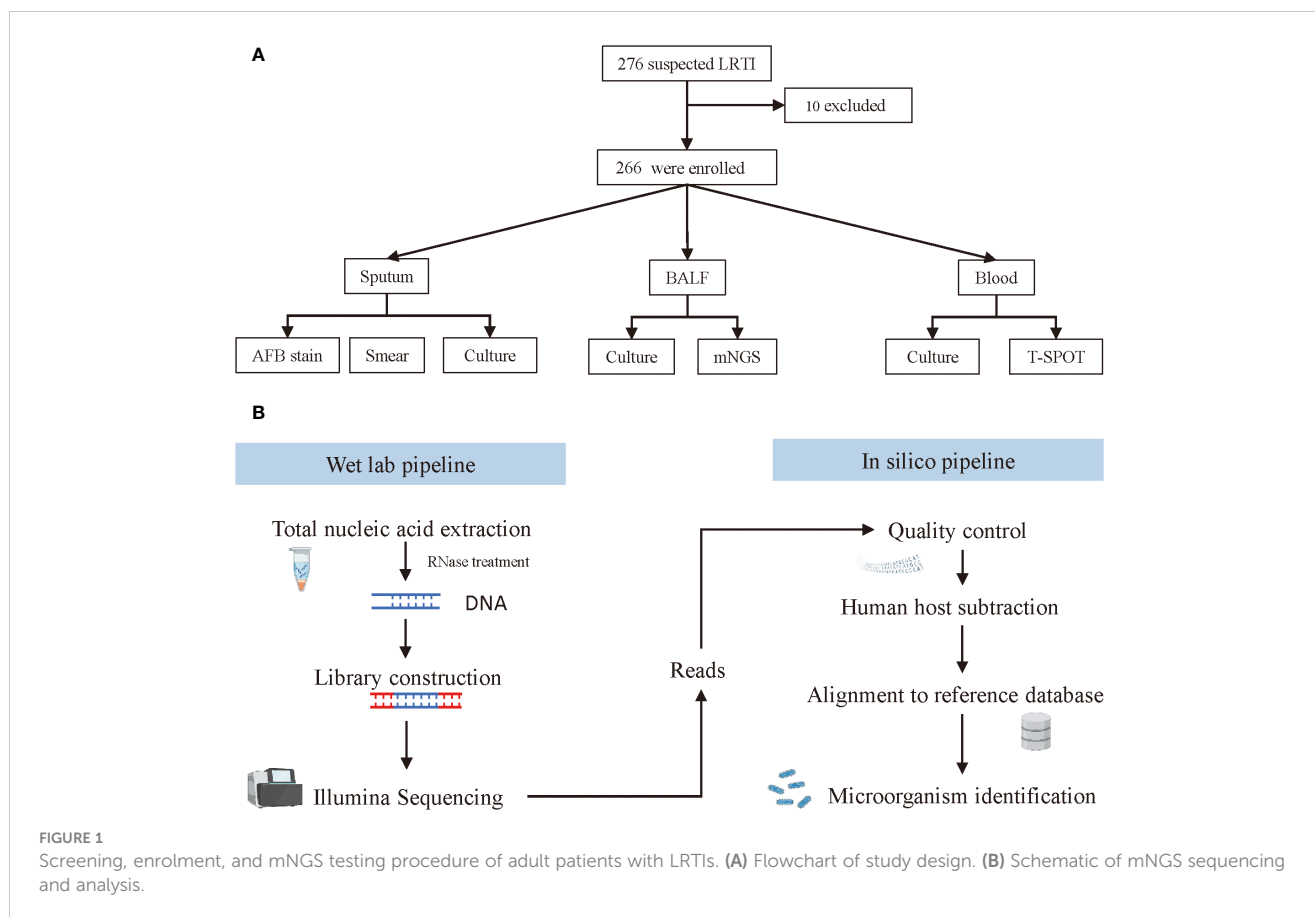 A
276 suspected LRTI
10 excluded
266 were enrolled
Sputum
BALF
Blood
AFB stain
Smear
Culture
Culture
mNGS
Culture
T-SPOT
B
Wet lab pipeline
In silico pipeline
Total nucleic acid extraction
RNase treatment
DNA
Library construction
Illumina Sequencing
Reads
Quality control
Human host subtraction
Alignment to reference database
Microorganism identification
FIGURE 1
Screening, enrolment, and mNGS testing procedure of adult patients with LRTIs. (A) Flowchart of study design. (B) Schematic of mNGS sequencing
and analysis.